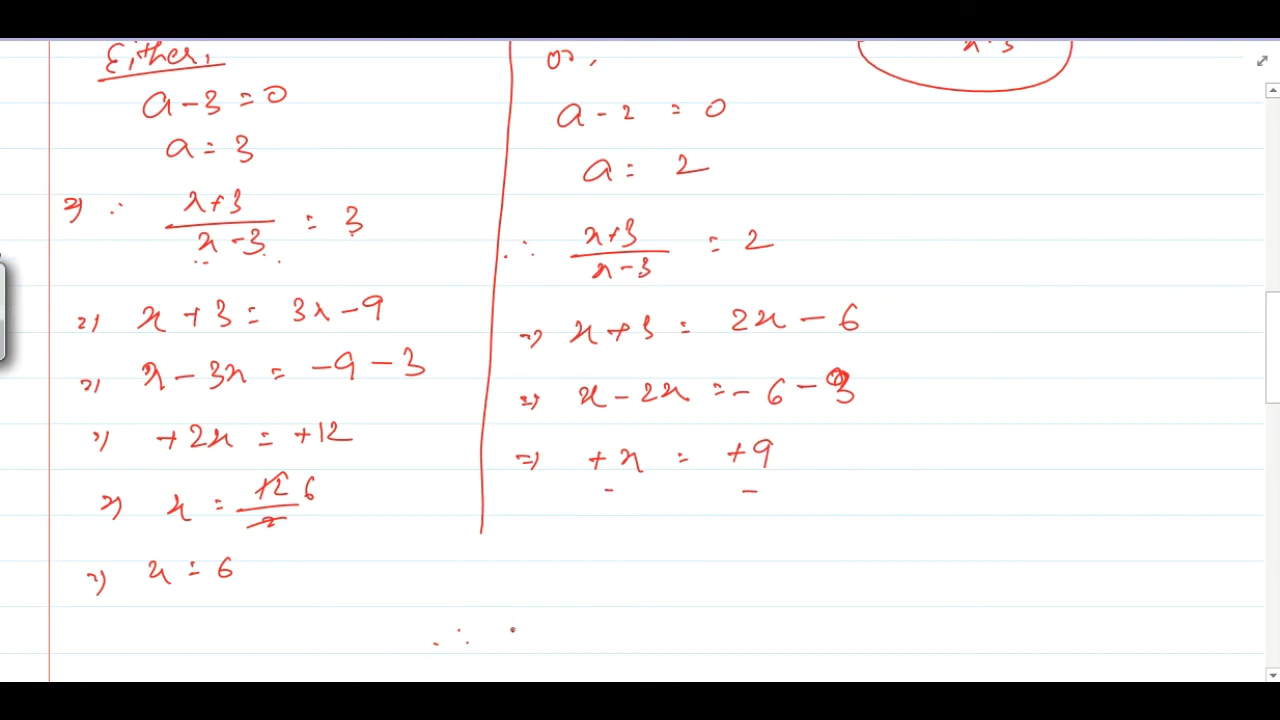 Either,
a - 3 = 0
a = 3
⇒ ∴ x+3 / x-3 = 3
⇒ x + 3 = 3x - 9
⇒ x - 3x = -9 - 3
⇒ +2x = +12
⇒ x = 12/2 6
⇒ x = 6
or,
a - 2 = 0
a = 2
∴ x+3 / x-3 = 2
⇒ x + 3 = 2x - 6
⇒ x - 2x = -6 - 3
⇒ +x = +9
∴